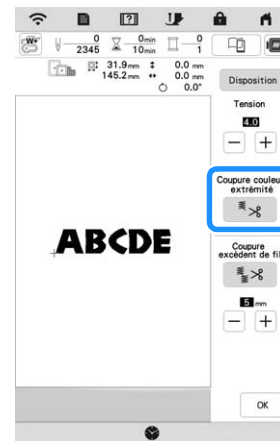 W+
0
2345
0min
10min
0
1
31.9mm
145.2mm
0.0 mm
0.0 mm
0.0°
Disposition
Tension
4.0
− +
Coupure couleur
extrémité
Coupure
excédent de fil
5 mm
− +
ABCDE
OK